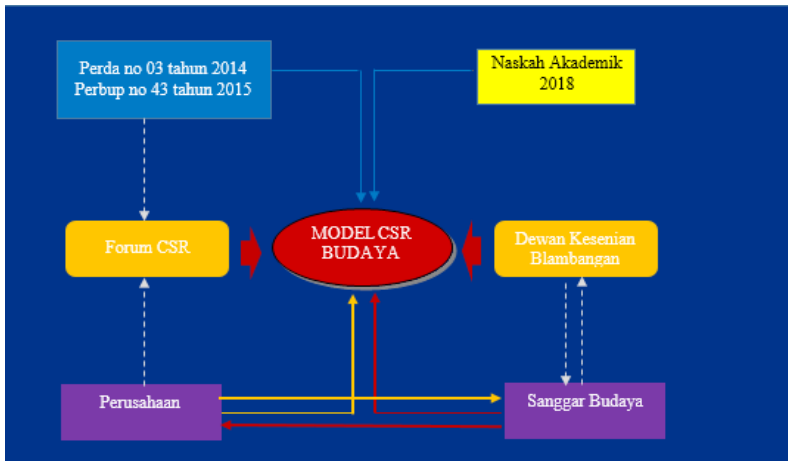 Perda no 03 tahun 2014
Perbup no 43 tahun 2015
Naskah Akademik
2018
Forum CSR
MODEL CSR
BUDAYA
Dewan Kesenian
Blambangan
Perusahaan
Sanggar Budaya